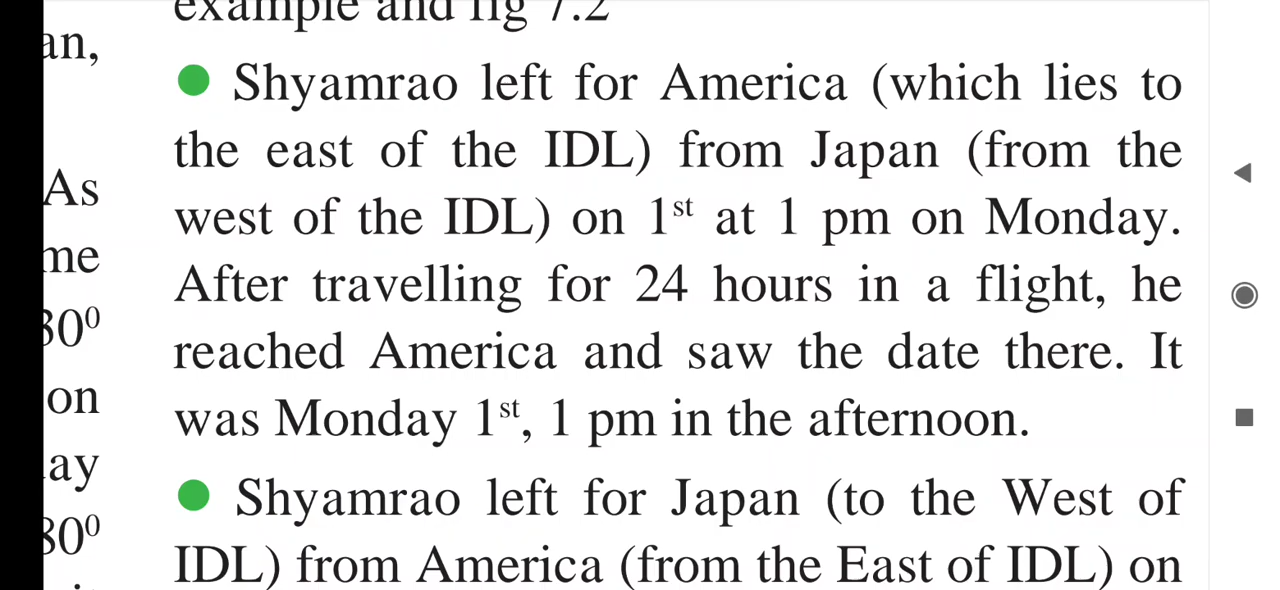 example and fig 7.2
an,
Shyamrao left for America (which lies to
the east of the IDL) from Japan (from the
As
west of the IDL) on 1st at 1 pm on Monday.
me
After travelling for 24 hours in a flight, he
80⁰
reached America and saw the date there. It
on
was Monday 1st, 1 pm in the afternoon.
ay
Shyamrao left for Japan (to the West of
80⁰
IDL) from America (from the East of IDL) on